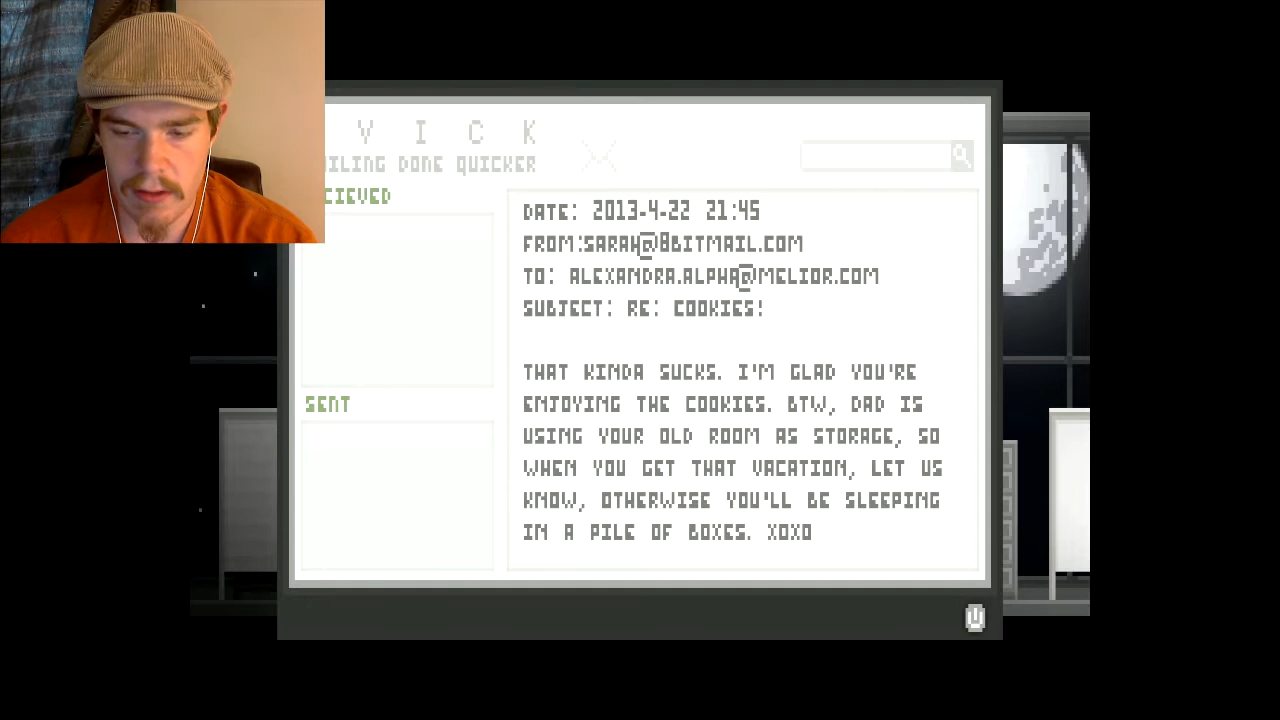 V I C K
ILING DONE QUICKER
CIEVED
DATE: 2013-4-22 21:45
FROM:SARAH@8BITMAIL.COM
TO: ALEXANDRA.ALPHA@MELIOR.COM
SUBJECT: RE: COOKIES!
THAT KINDA SUCKS. I'M GLAD YOU'RE
ENJOYING THE COOKIES. BTW, DAD IS
SENT
USING YOUR OLD ROOM AS STORAGE, SO
WHEN YOU GET THAT VACATION, LET US
KNOW, OTHERWISE YOU'LL BE SLEEPING
IN A PILE OF BOXES. XOXO